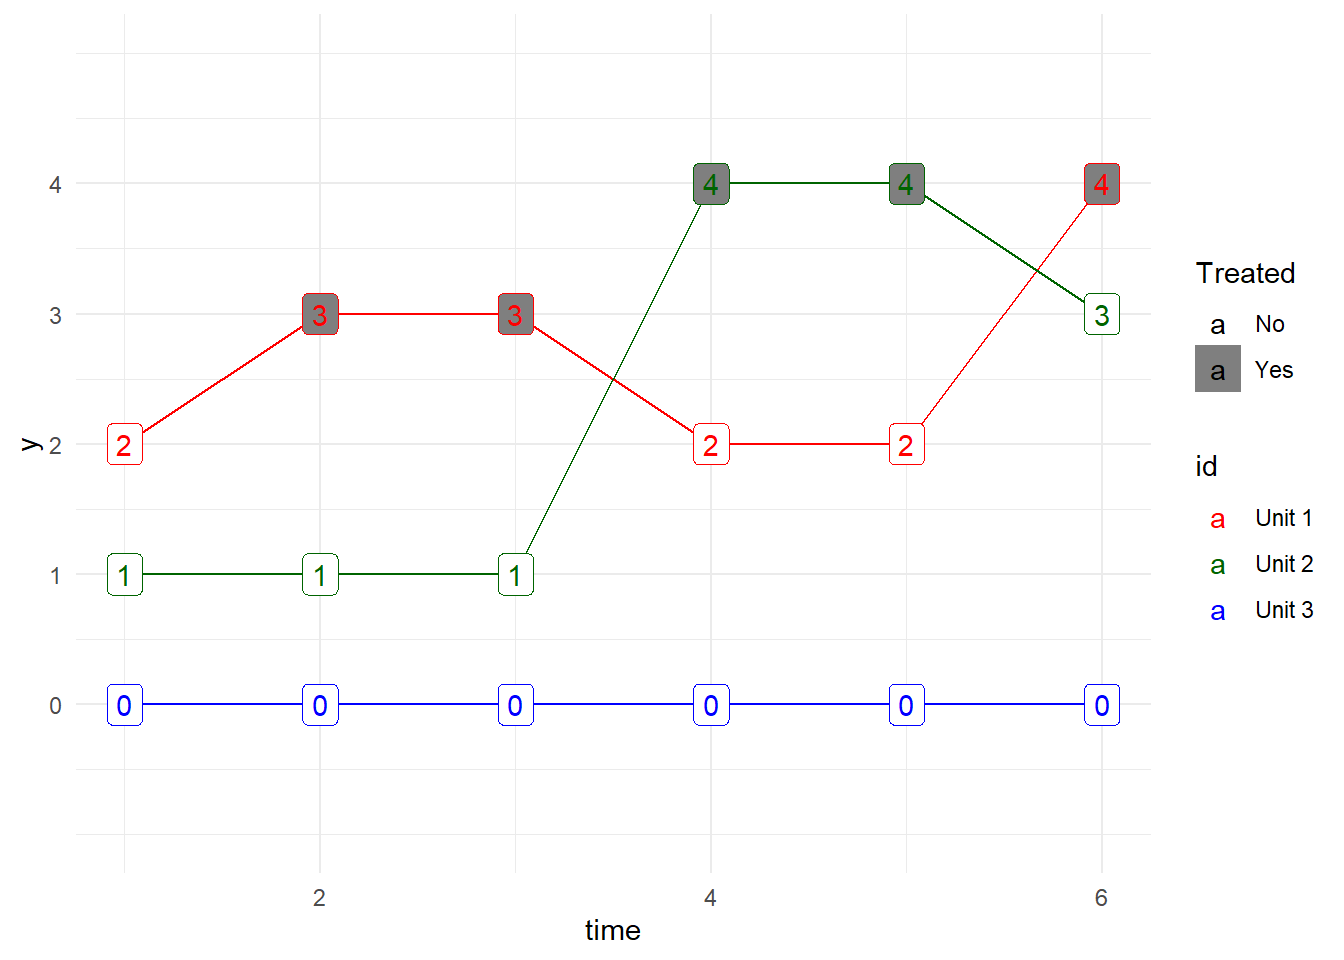 4 4 4
4
Treated
3 3 3
3
a No
a Yes
2 2 2
2
y
id
a Unit 1
a Unit 2
1 1 1
1
a Unit 3
0 0 0 0 0 0
0
2 4 6
time